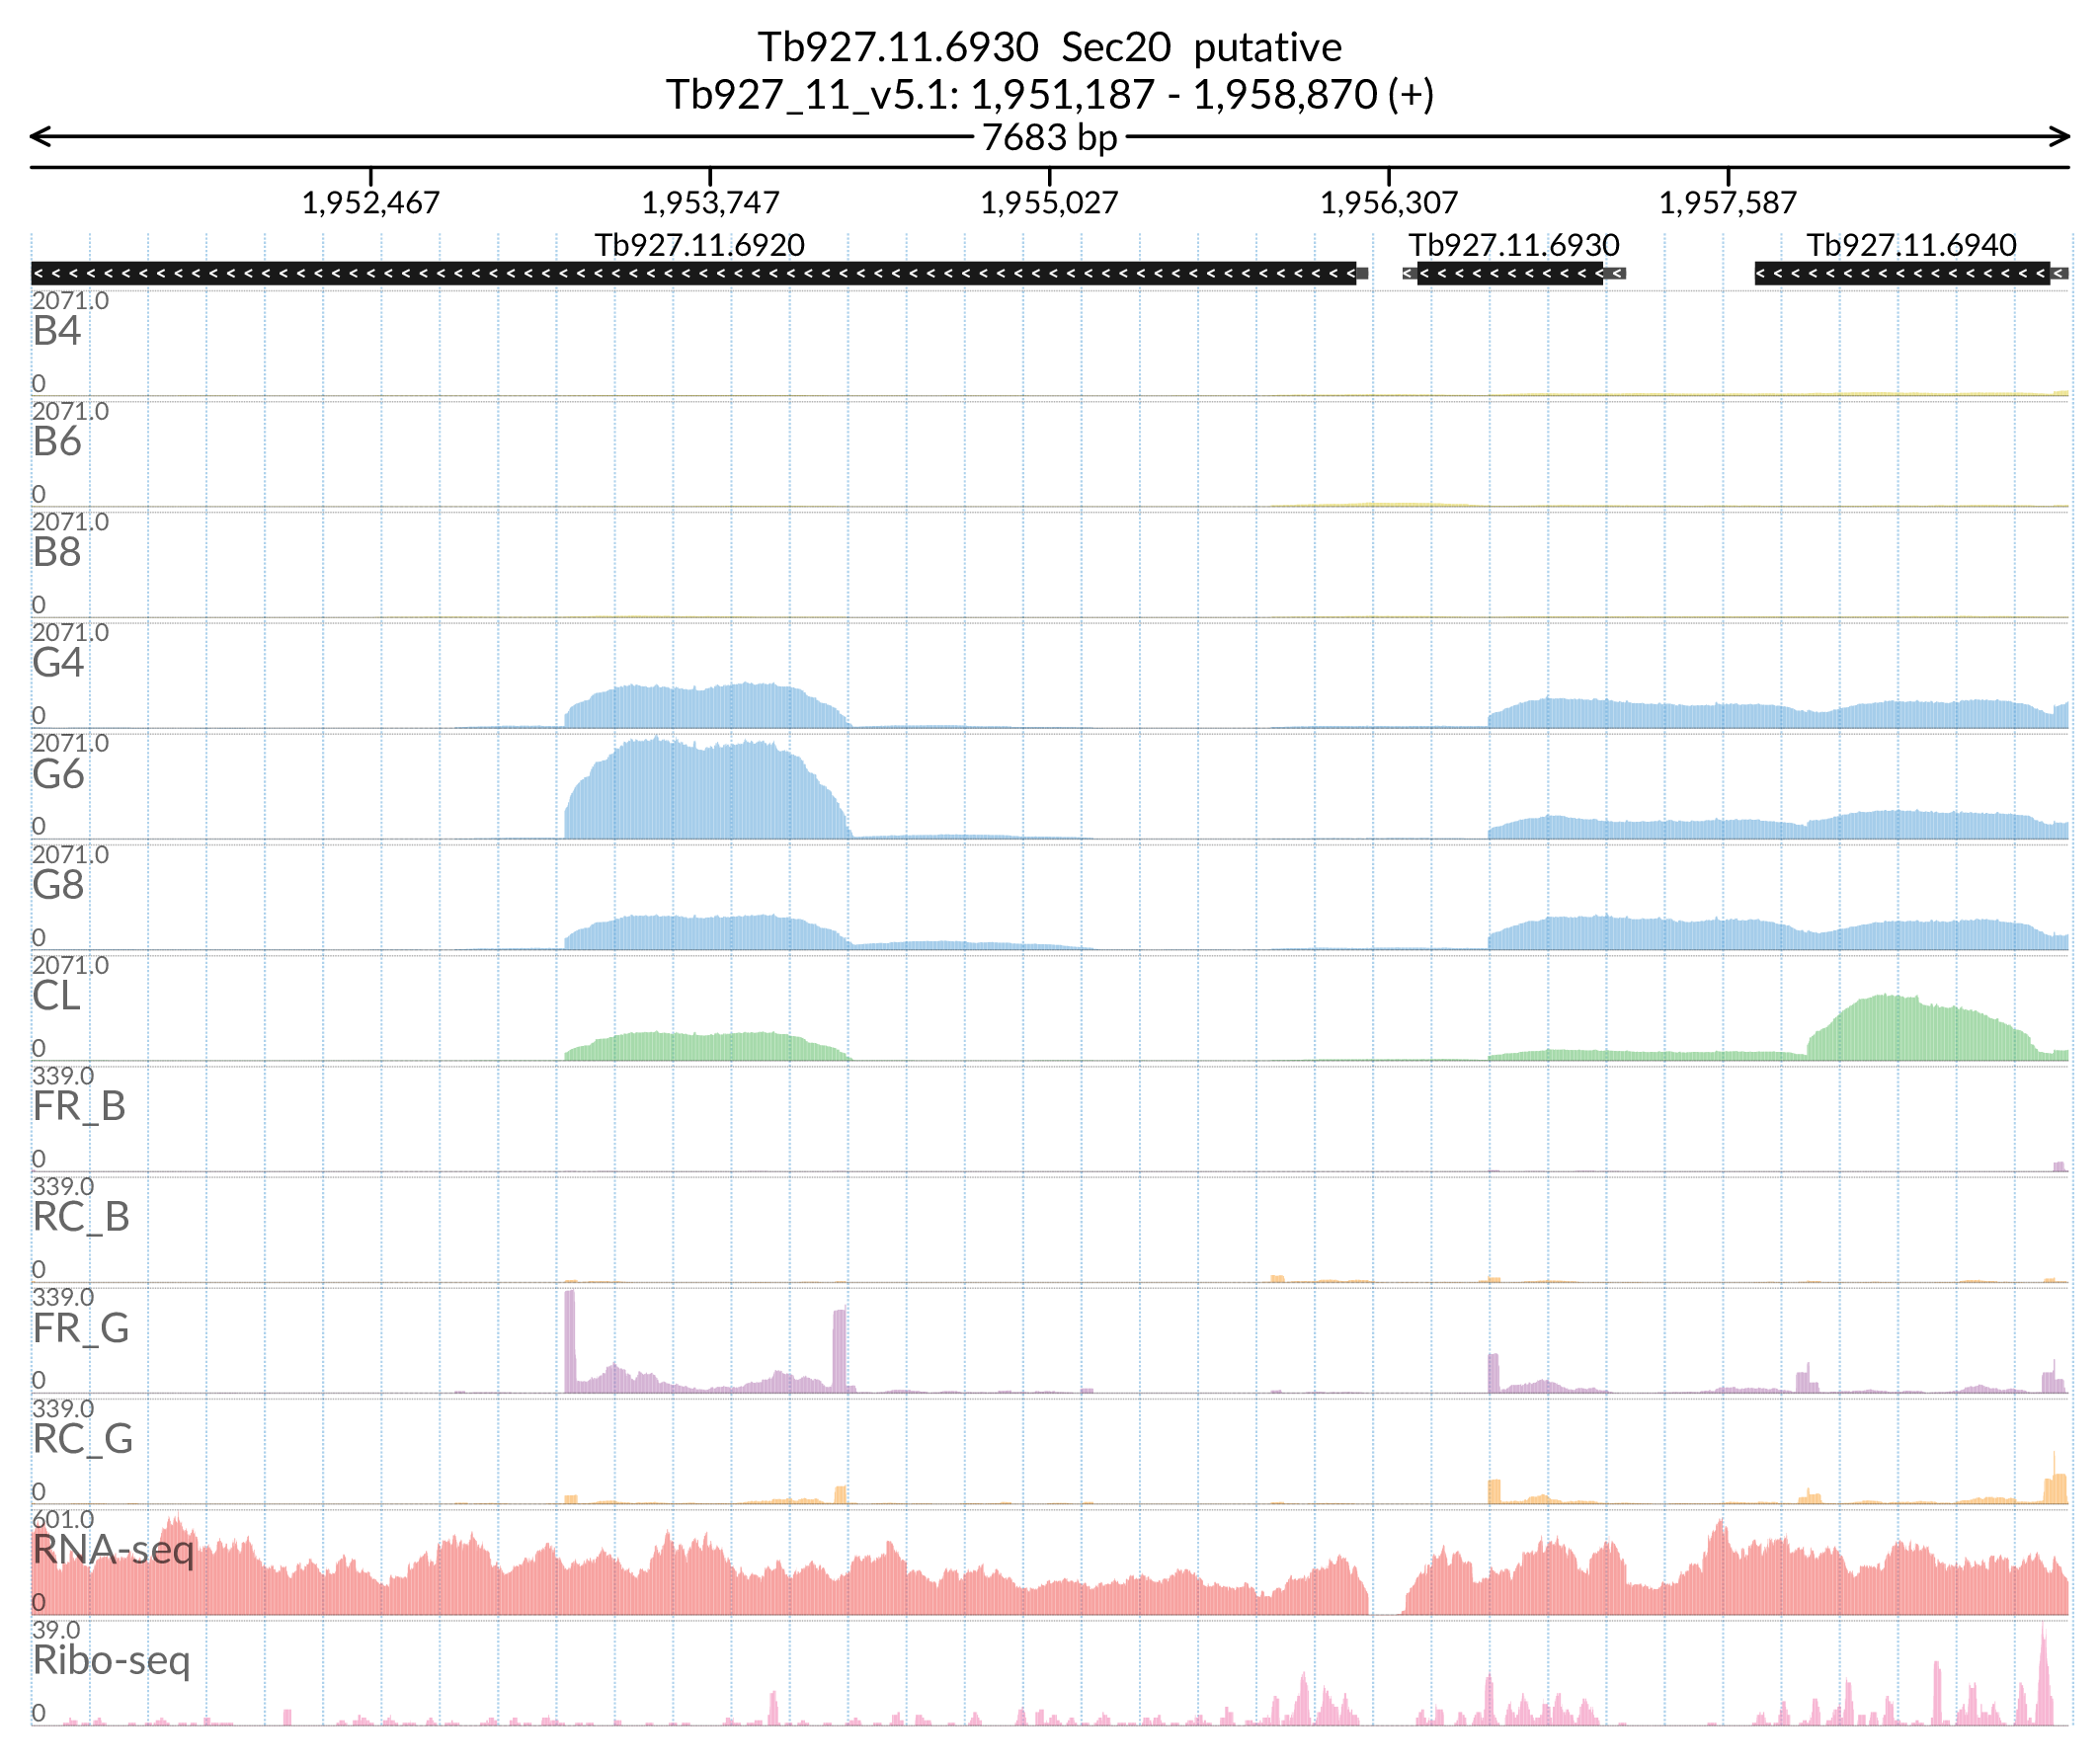 Tb927.11.6930 Sec20 putative
Tb927_11_v5.1: 1,951,187 - 1,958,870 (+)
7683 bp
1,952,467 1,953,747 1,955,027 1,956,307 1,957,587
Tb927.11.6920 Tb927.11.6930 Tb927.11.6940
2071.0
B4
0
2071.0
B6
0
2071.0
B8
0
2071.0
G4
0
2071.0
G6
0
2071.0
G8
0
2071.0
CL
0
339.0
FR_B
0
339.0
RC_B
0
339.0
FR_G
0
339.0
RC_G
0
601.0
RNA-seq
0
39.0
Ribo-seq
0